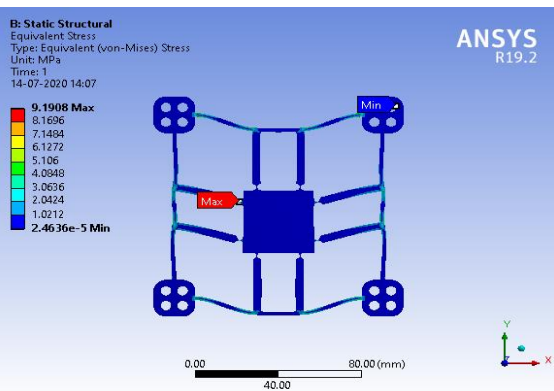 B: Static Structural
Equivalent Stress
Type: Equivalent (von-Mises) Stress
Unit: MPa
Time: 1
14-07-2020 14:07
ANSYS
R19.2
9.1908 Max
8.1696
7.1484
6.1272
5.106
4.0848
3.0636
2.0424
1.0212
2.4636e-5 Min
Min
Max
0.00
80.00 (mm)
40.00
Y
Z
X